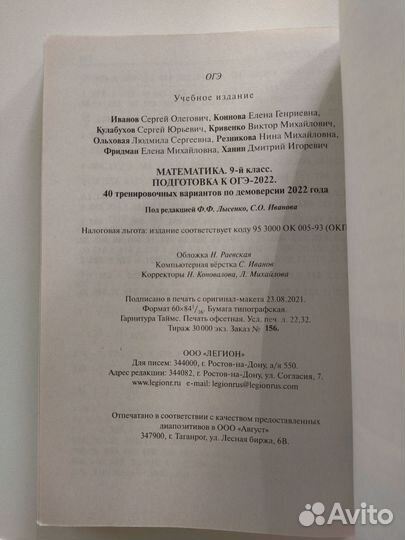 ОГЭ
Учебное издание
Иванов Сергей Олегович, Коннова Елена Генриевна,
Кулабухов Сергей Юрьевич, Кривенко Виктор Михайлович,
Ольховая Людмила Сергеевна, Резникова Нина Михайловна,
Фридман Елена Михайловна, Ханин Дмитрий Игоревич
МАТЕМАТИКА. 9-й класс.
ПОДГОТОВКА К ОГЭ-2022.
40 тренировочных вариантов по демоверсии 2022 года
Под редакцией Ф.Ф. Лысенко, С.О. Иванова
Налоговая льгота: издание соответствует коду 95 3000 ОК 005-93 (ОКП
Обложка Н. Раевская
Компьютерная вёрстка С. Иванов
Корректоры Н. Коновалова, Л. Михайлова
Подписано в печать с оригинал-макета 23.08.2021.
Формат 60×84 1/16. Бумага типографская.
Гарнитура Таймс. Печать офсетная. Усл. печ. л. 22,32.
Тираж 30 000 экз. Заказ № 156.
ООО «ЛЕГИОН»
Для писем: 344000, г. Ростов-на-Дону, а/я 550.
Адрес редакции: 344082, г. Ростов-на-Дону, ул. Согласия, 7.
www.legionr.ru e-mail: legionrus@legionrus.com
Отпечатано в соответствии с качеством предоставленных
диапозитивов в ООО «Август»
347900, г. Таганрог, ул. Лесная биржа, 6В.
Avito